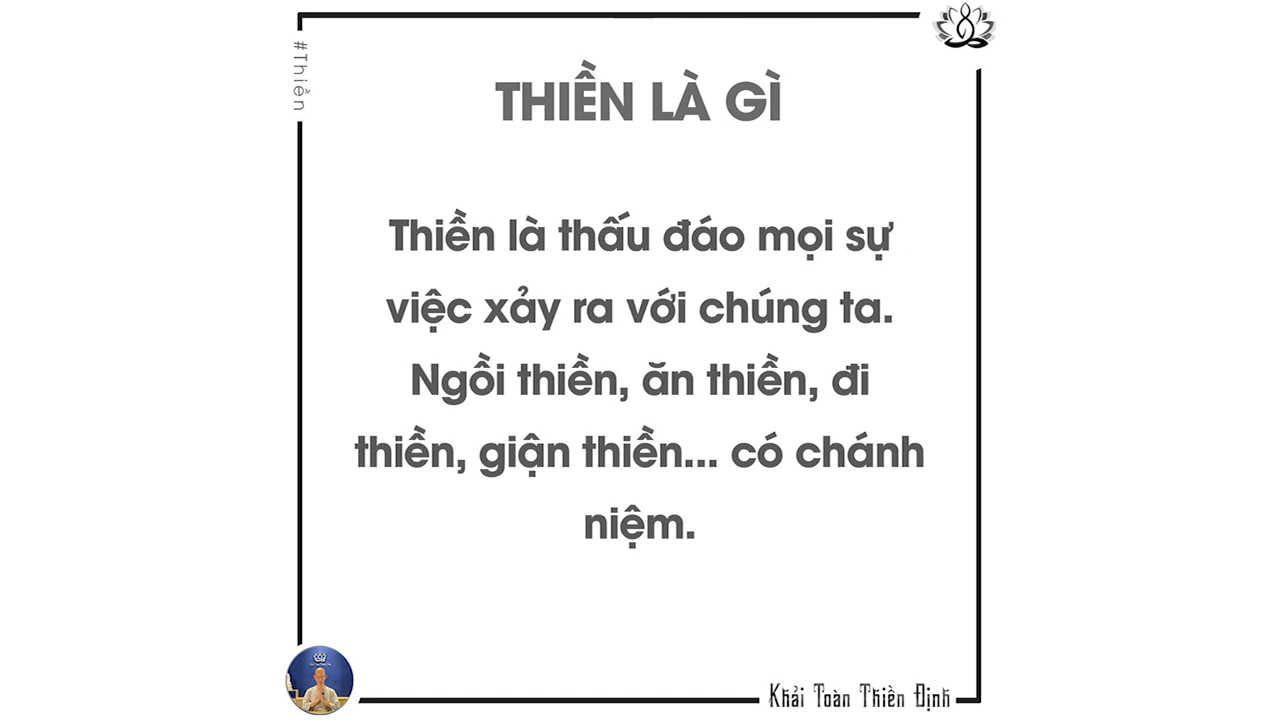 #Thiền
THIỀN LÀ GÌ
Thiền là thấu đáo mọi sự
việc xảy ra với chúng ta.
Ngồi thiền, ăn thiền, đi
thiền, giận thiền... có chánh
niệm.
Khải Toàn Thiền Định